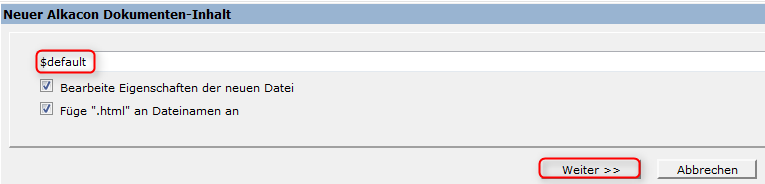 Neuer Alkacon Dokumenten-Inhalt
$default
Bearbeite Eigenschaften der neuen Datei
Füge ".html" an Dateinamen an
Weiter >> Abbrechen